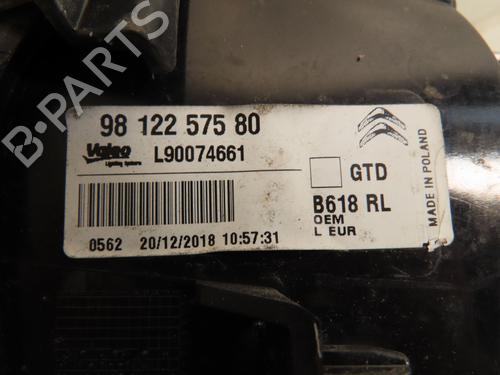 98 122 575 80
Valeo
Lighting Systems
L90074661
GTD
B618 RL
OEM
L EUR
0562 20/12/2018 10:57:31
MADE IN POLAND
B-PARTS